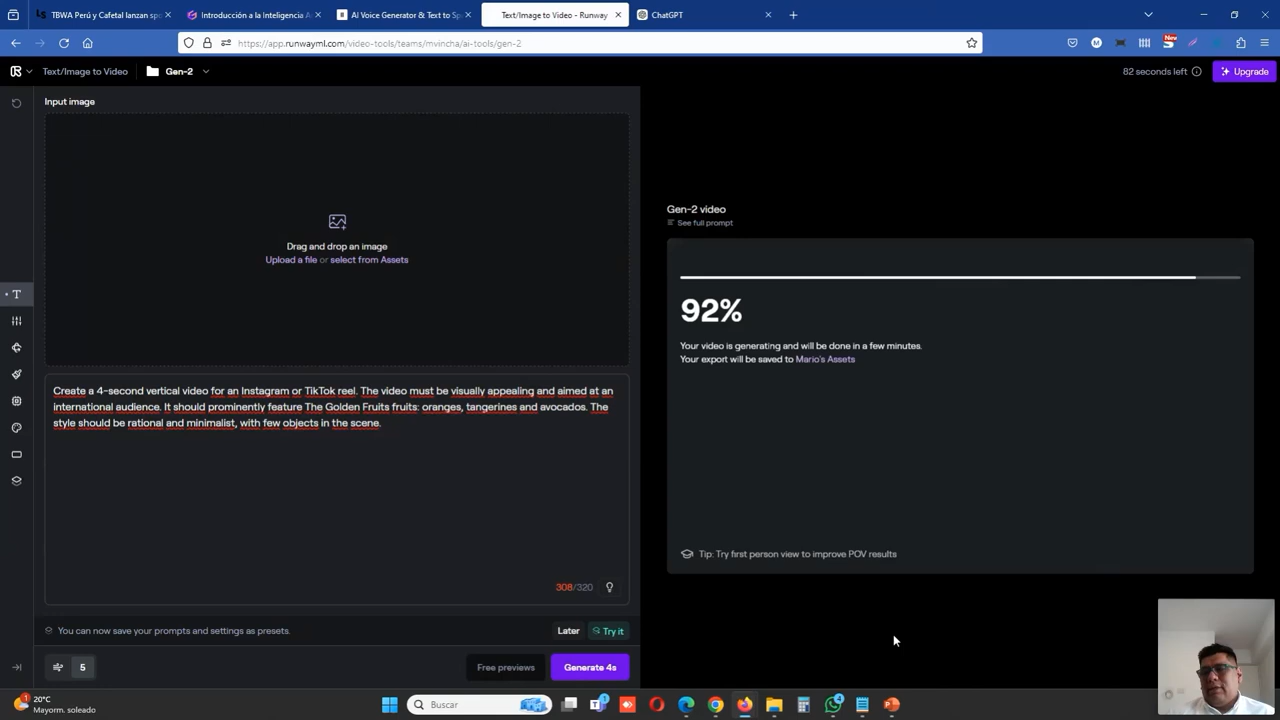 TBWA Perú y Cafetal lanzan sp
Introducción a la Inteligencia A
AI Voice Generator & Text to Sp
Text/Image to Video - Runway
ChatGPT
https://app.runwayml.com/video-tools/teams/mvincha/ai-tools/gen-2
M
New
Text/Image to Video
Gen-2
82 seconds left
Upgrade
Input image
Drag and drop an image
Upload a file or select from Assets
T
Create a 4-second vertical video for an Instagram or TikTok reel. The video must be visually appealing and aimed at an
international audience. It should prominently feature The Golden Fruits fruits: oranges, tangerines and avocados. The
style should be rational and minimalist, with few objects in the scene.
308/320
You can now save your prompts and settings as presets.
Later
Try it
5
Free previews
Generate 4s
Gen-2 video
See full prompt
92%
Your video is generating and will be done in a few minutes.
Your export will be saved to Mario's Assets
Tip: Try first person view to improve POV results
1
20°C
Mayorm. soleado
Buscar
1
4